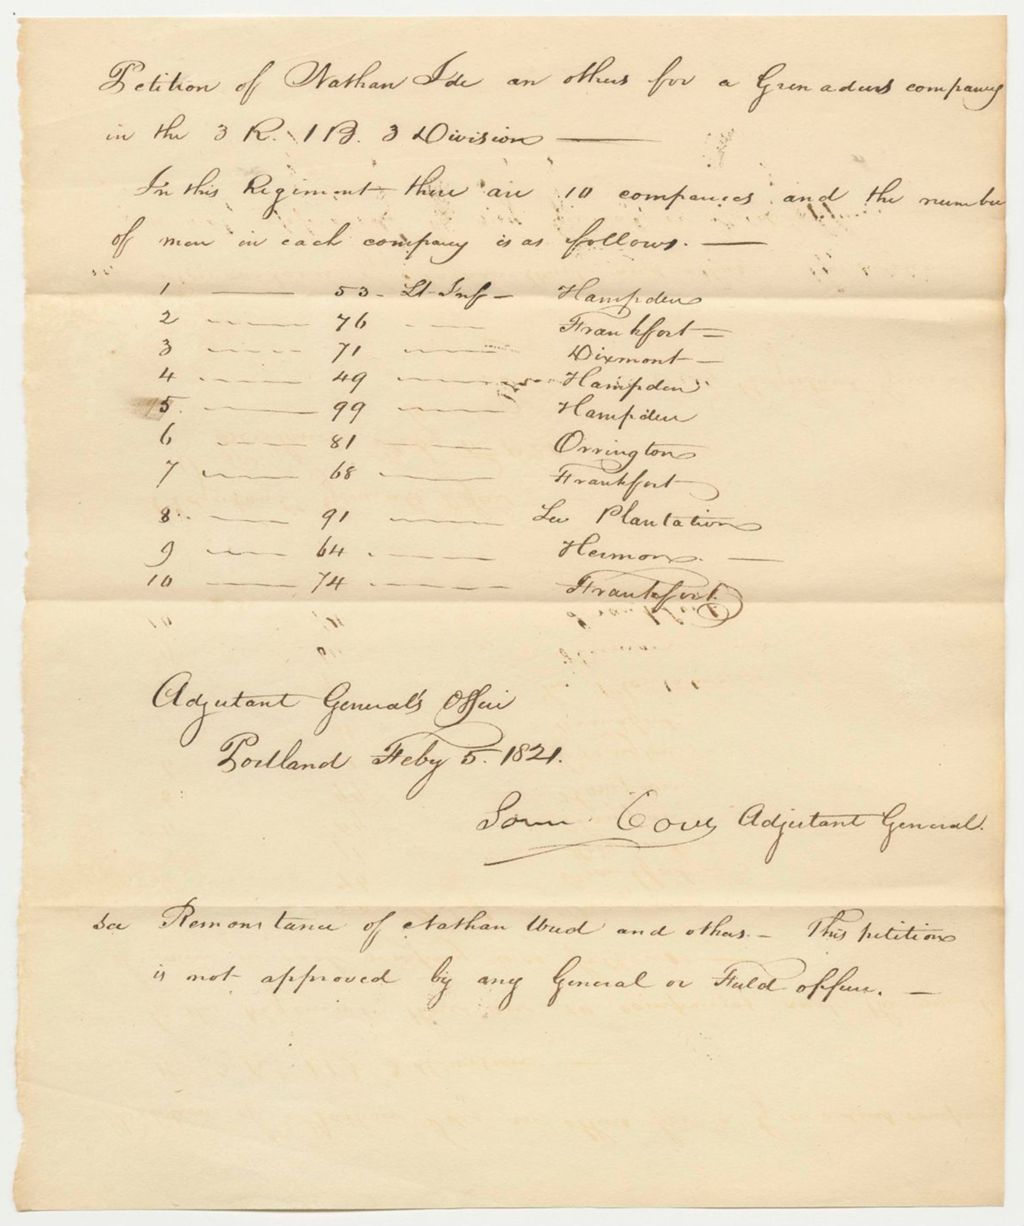 Petition of Nathan Ide an others for a Grenadiers company
in the 3 R. 1 B. 3 Division —
In this Regiment there are 10 companies and the number
of men in each company is as follows. —
1 — 53 - Lt Inf - Hampden
2 — 76 — Frankfort =
3 — 71 — Dixmont —
4 — 49 — Hampden
5 — 99 — Hampden
6 — 81 — Orrington
7 — 68 — Frankfort
8 — 91 — Lee Plantation
9 — 64 — Hermon —
10 — 74 — Frankfort.
Adjutant General's Office
Portland Feby 5. 1821.
Adjutant General.
See Remonstance of Nathan and others. — This petition
is not approved by any General or Field officer. —